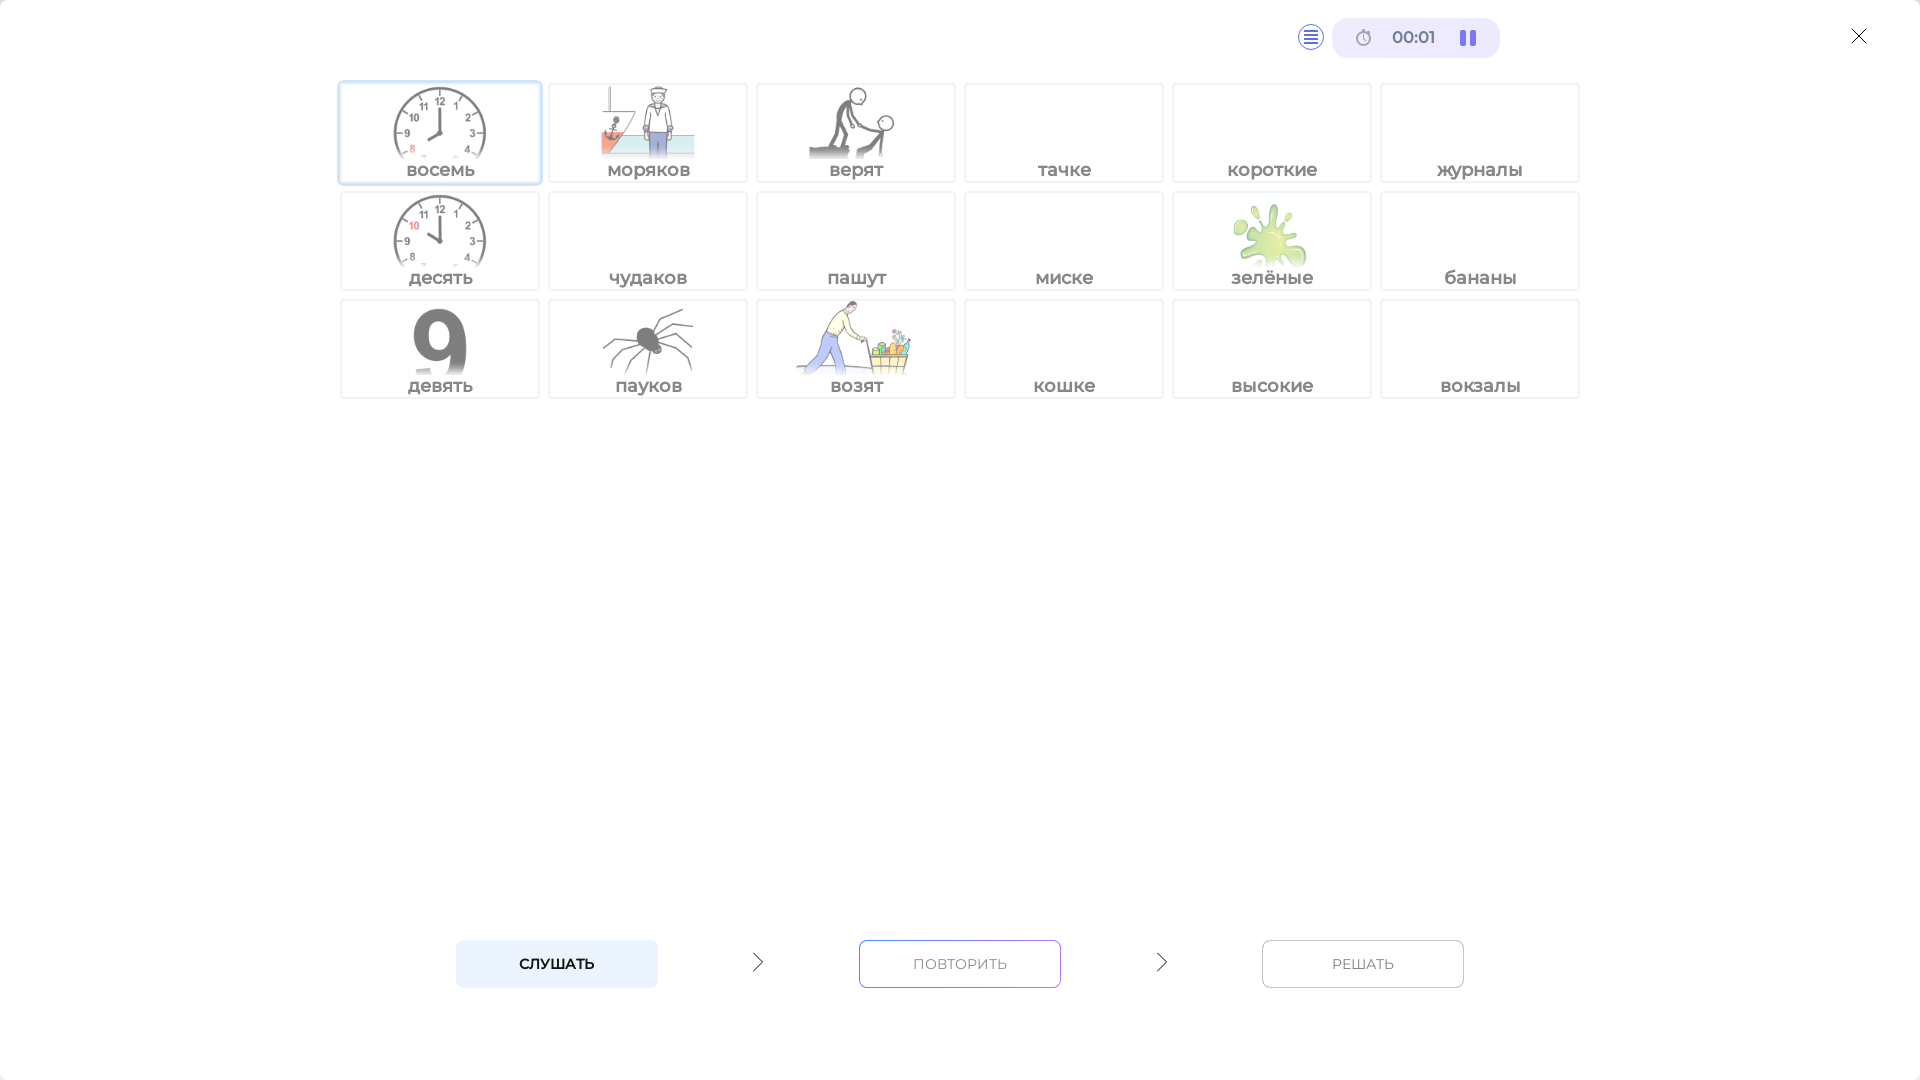 00:01
восемь моряков верят тачке короткие журналы
десять чудаков пашут миске зелёные бананы
девять пауков возят кошке высокие вокзалы
СЛУШАТЬ ПОВТОРИТЬ РЕШАТЬ